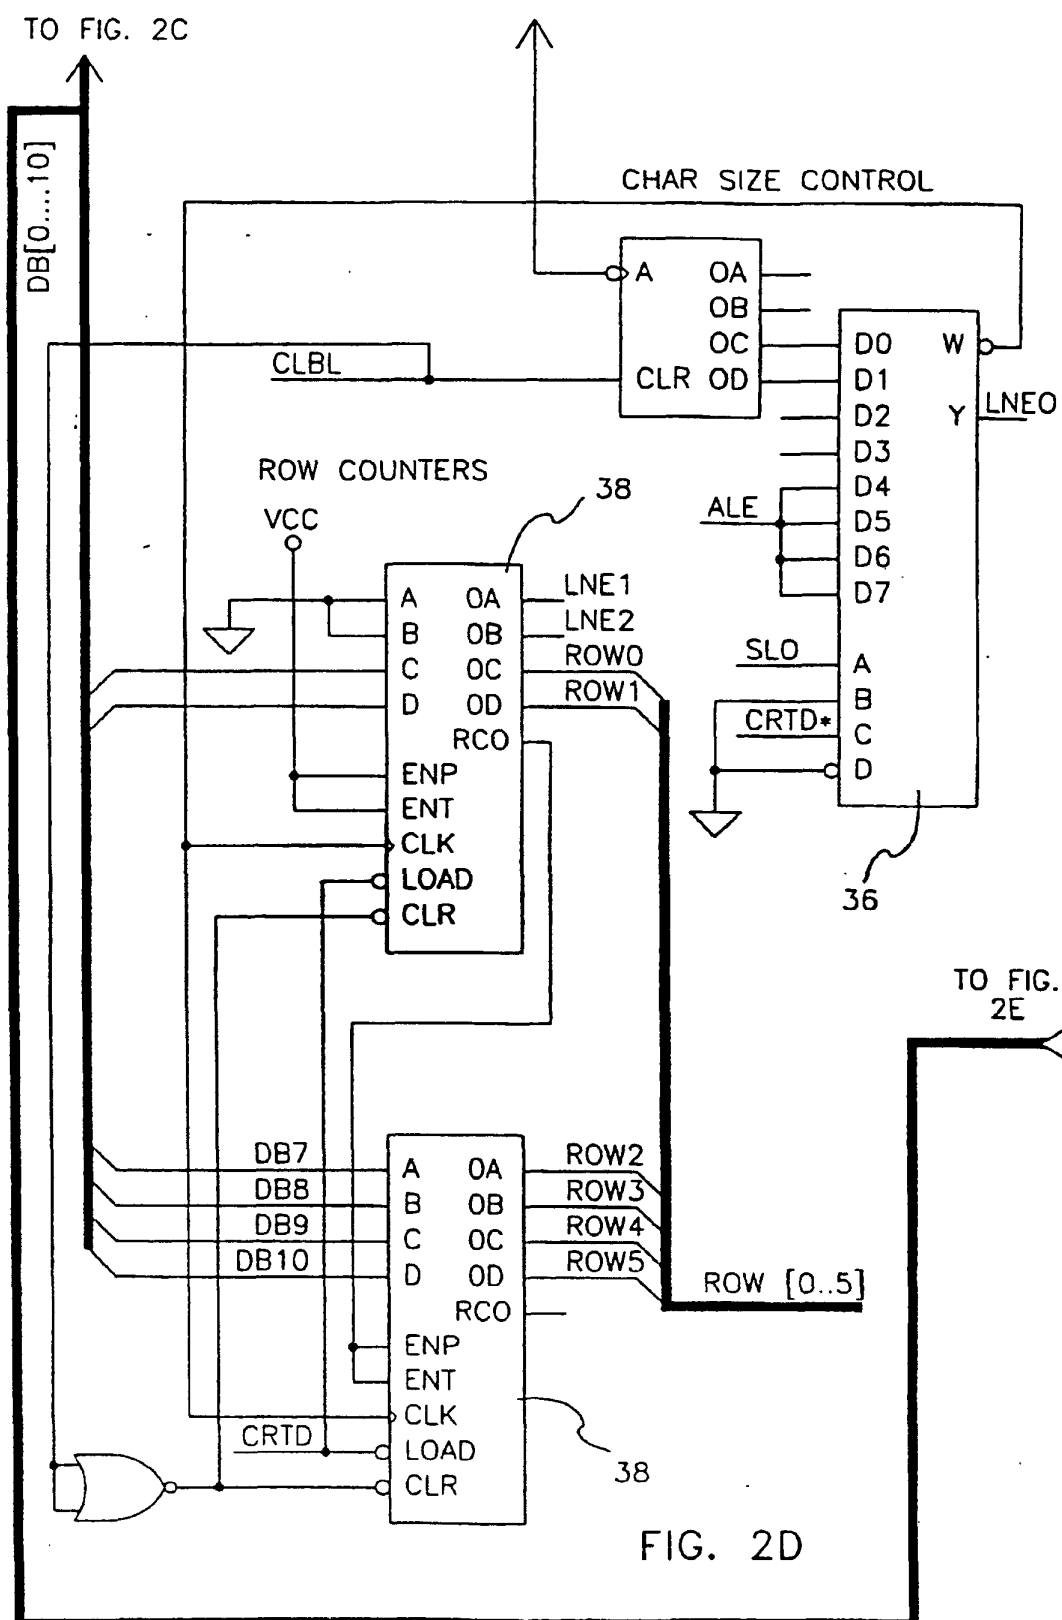 TO FIG. 2C
DB[0....10]
CHAR SIZE CONTROL
A OA
OB
OC
CLR OD
CLBL
D0 W
D1
D2 Y LNE0
D3
D4
ALE D5
D6
D7
SLO A
B
CRTD* C
D
36
ROW COUNTERS
VCC
38
A OA LNE1
B OB LNE2
C OC ROW0
D OD ROW1
RCO
ENP
ENT
CLK
LOAD
CLR
TO FIG.
2E
DB7 A OA ROW2
DB8 B OB ROW3
DB9 C OC ROW4
DB10 D OD ROW5
RCO
ROW [0..5]
ENP
ENT
CLK
CRTD LOAD
CLR
38
FIG. 2D